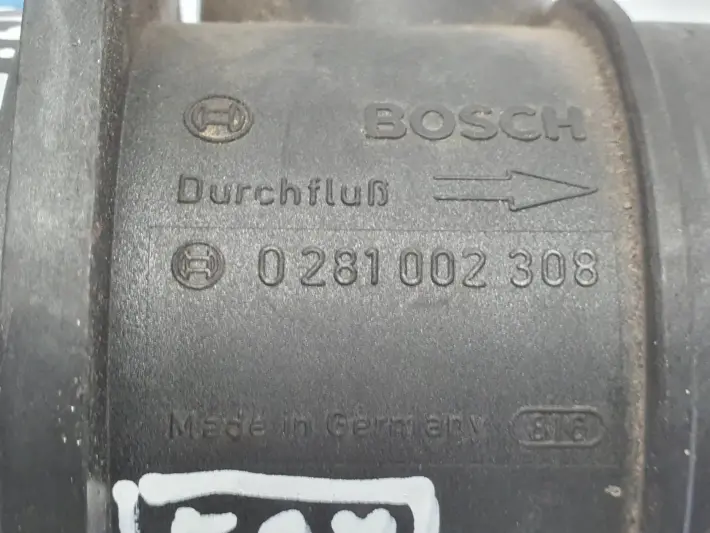 BOSCH
Durchfluß
0 281 002 308
Made in Germany